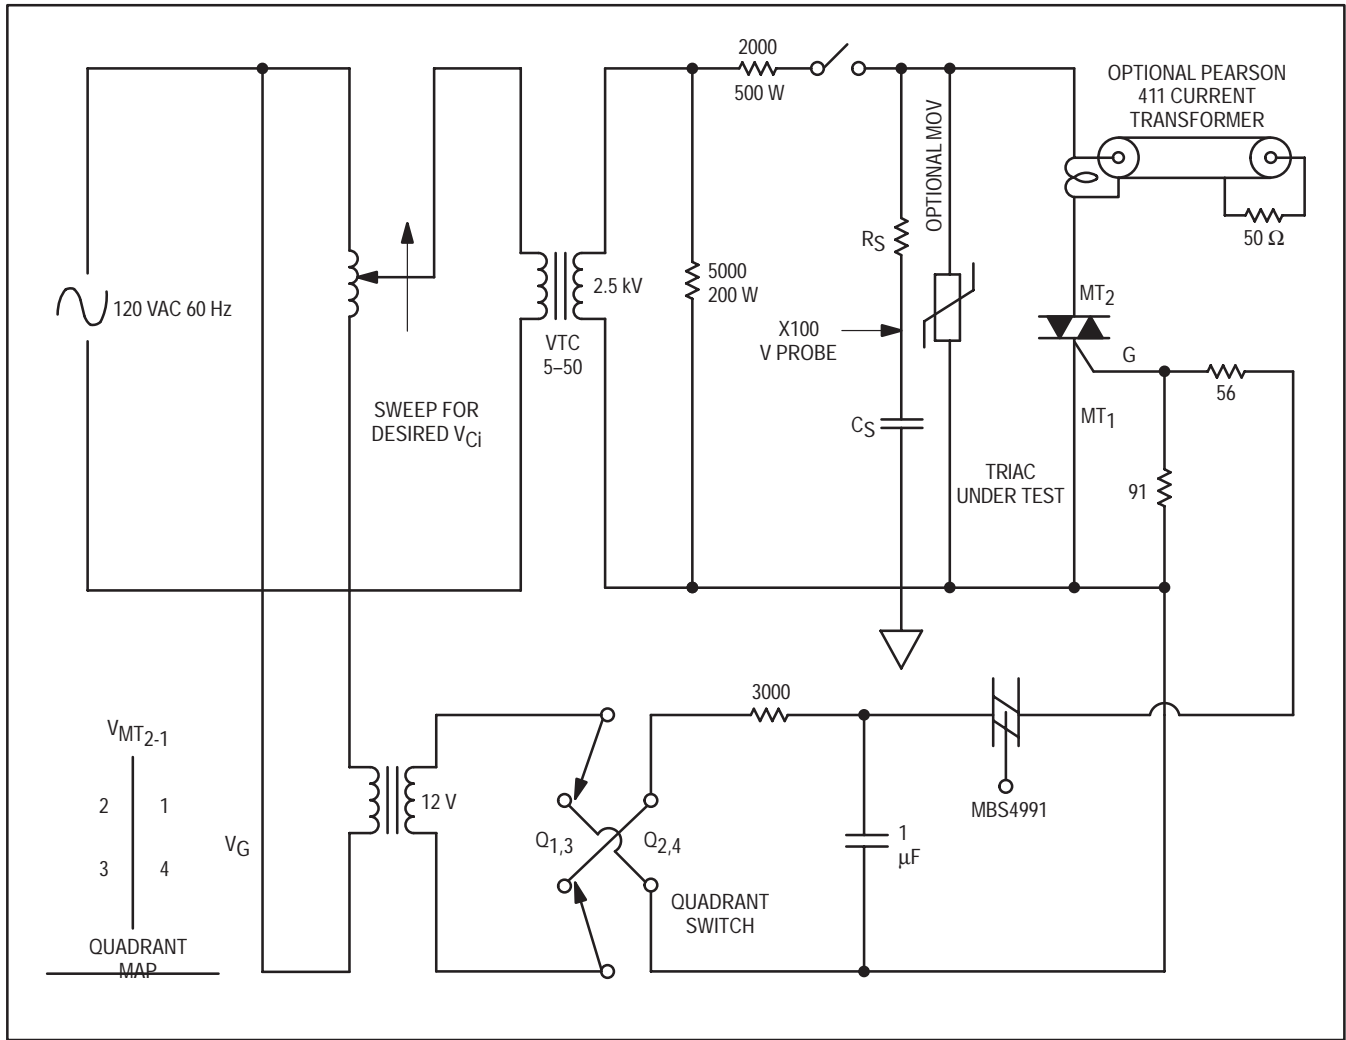 2000
500 W
OPTIONAL PEARSON
411 CURRENT
TRANSFORMER
OPTIONAL MOV
RS
50 Ω
120 VAC 60 Hz
2.5 kV
5000
200 W
MT2
X100
V PROBE
VTC
5–50
G
56
SWEEP FOR
DESIRED VCi
CS
MT1
TRIAC
UNDER TEST
91
3000
VMT2-1
2
1
12 V
MBS4991
VG
Q1,3
Q2,4
1
μF
3
4
QUADRANT
SWITCH
QUADRANT
MAP